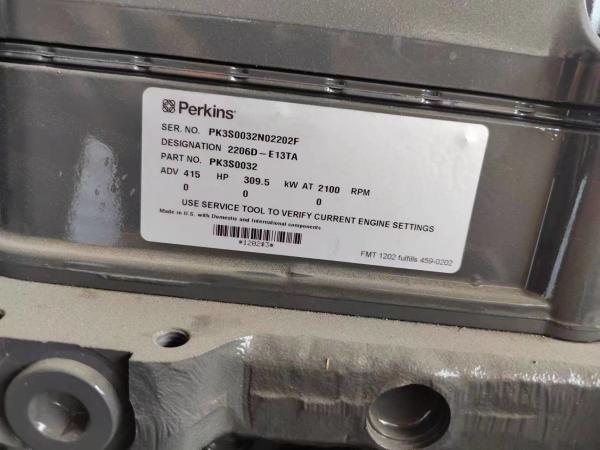 Perkins
SER. NO. PK3S0032N02202F
DESIGNATION 2206D-E13TA
PART NO. PK3S0032
ADV 415 HP 309.5 kW AT 2100 RPM
0 0 0
USE SERVICE TOOL TO VERIFY CURRENT ENGINE SETTINGS
Made in U.S. with Domestic and International components
*1202#3*
FMT 1202 fulfills 459-0202